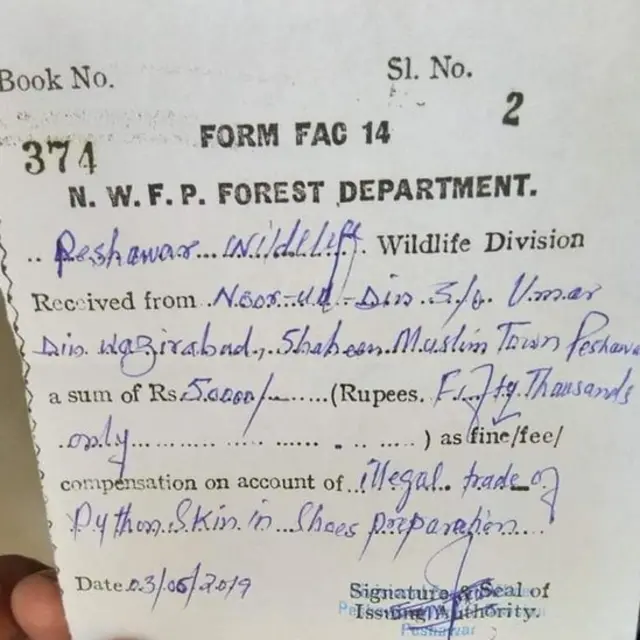 Book No. Sl. No.
374 FORM FAC 14 2
N. W. F. P. FOREST DEPARTMENT.
.. Peshawar... Wildliff. Wildlife Division
Received from Noor-ud-Din S/o. Umar
Din. Wazirabad., Shaheen Muslim Town Peshawa
a sum of Rs. 50000/-......(Rupees. Fifty Thousands
.only.......................) as fine/fee/
compensation on account of...illegal trade of
Python Skin in Shoes preparation....
Date.03/05/2019 Signature & Seal of
Issuing Authority.
Peshawar